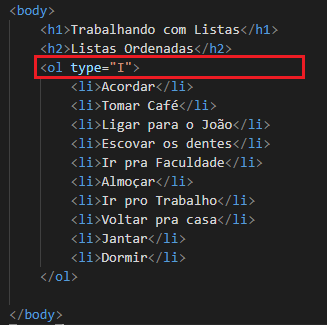 <body>
<h1>Trabalhando com Listas</h1>
<h2>Listas Ordenadas</h2>
<ol type="I">
<li>Acordar</li>
<li>Tomar Café</li>
<li>Ligar para o João</li>
<li>Escovar os dentes</li>
<li>Ir pra Faculdade</li>
<li>Almoçar</li>
<li>Ir pro Trabalho</li>
<li>Voltar pra casa</li>
<li>Jantar</li>
<li>Dormir</li>
</ol>
</body>